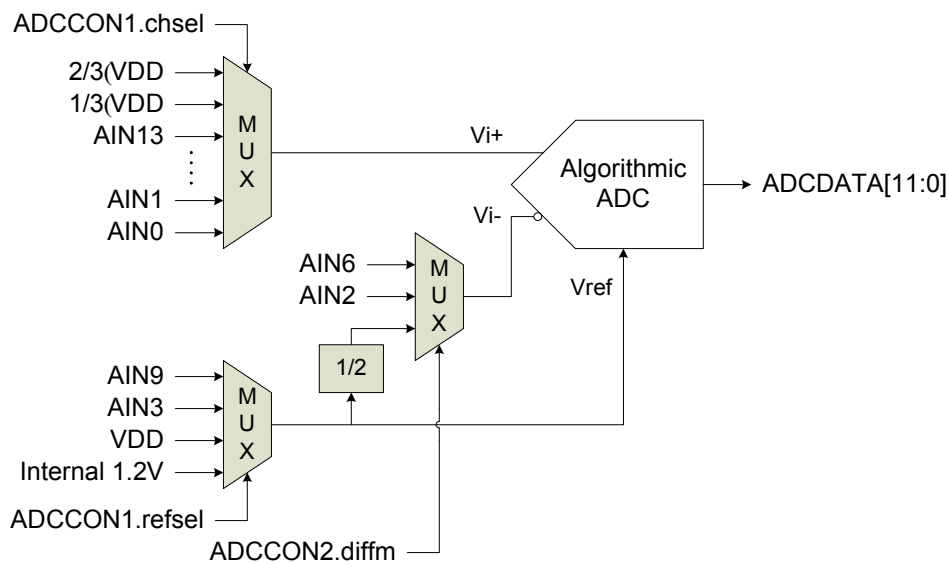 ADCCON1.chsel
2/3(VDD
1/3(VDD
AIN13
AIN1
AIN0
M
U
X
Vi+
Algorithmic
ADC
ADCDATA[11:0]
Vi-
AIN6
AIN2
M
U
X
Vref
1/2
AIN9
AIN3
VDD
Internal 1.2V
M
U
X
ADCCON1.refsel
ADCCON2.diffm